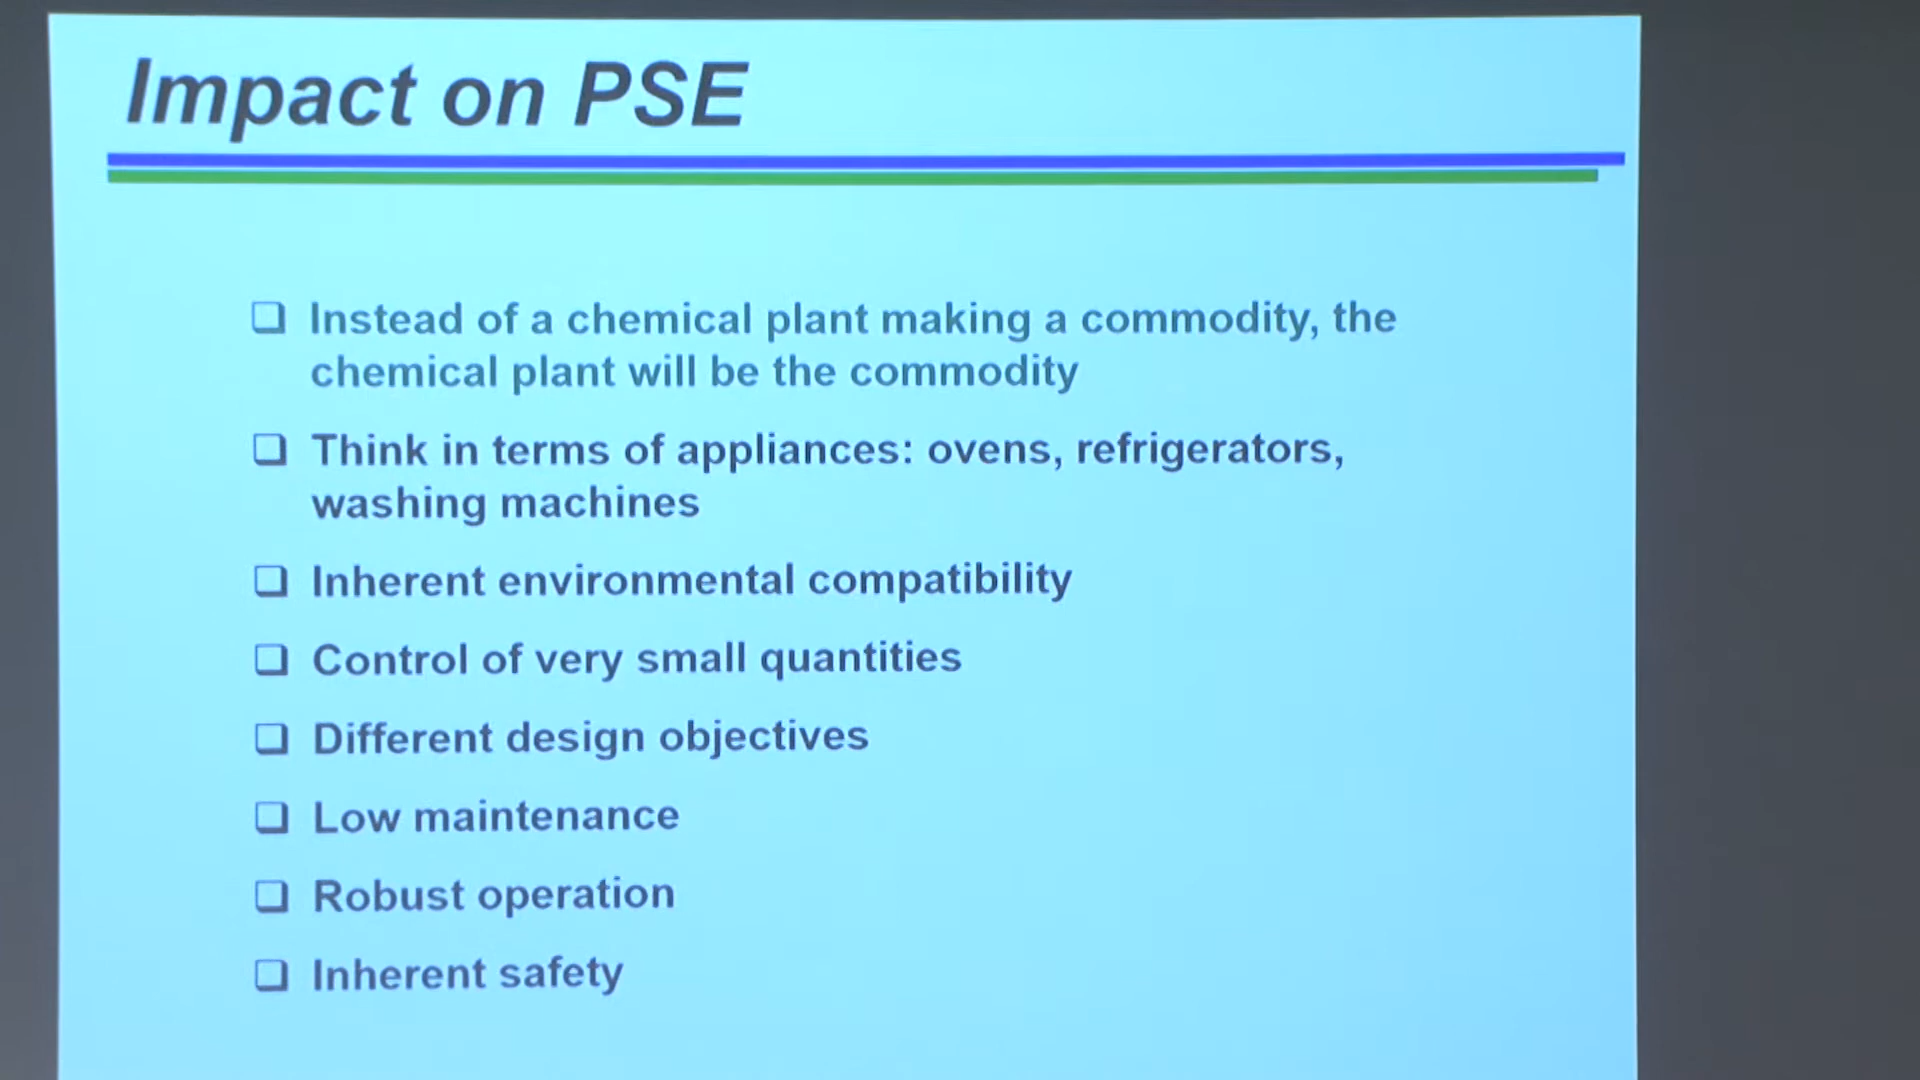 Impact on PSE
❑ Instead of a chemical plant making a commodity, the
chemical plant will be the commodity
❑ Think in terms of appliances: ovens, refrigerators,
washing machines
❑ Inherent environmental compatibility
❑ Control of very small quantities
❑ Different design objectives
❑ Low maintenance
❑ Robust operation
❑ Inherent safety